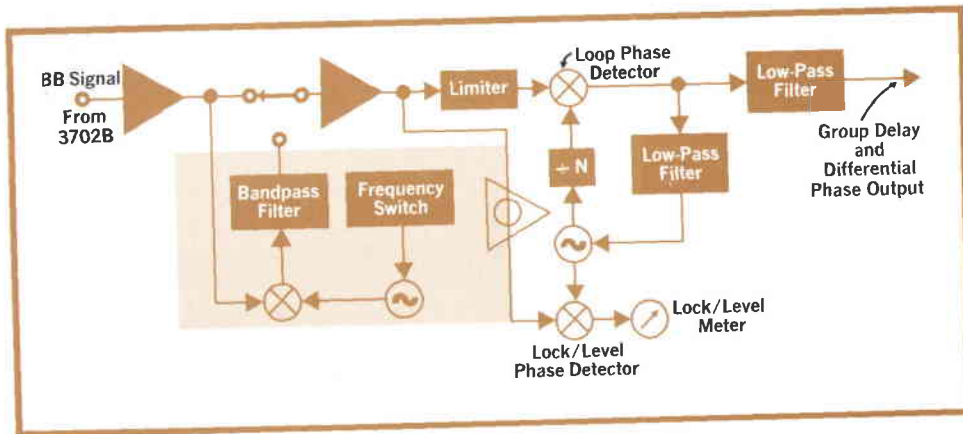 BB Signal
From
3702B
Limiter
Loop Phase
Detector
Low-Pass
Filter
Group Delay
and
Differential
Phase Output
Bandpass
Filter
Frequency
Switch
÷ N
Low-Pass
Filter
Lock/Level
Meter
Lock/Level
Phase Detector